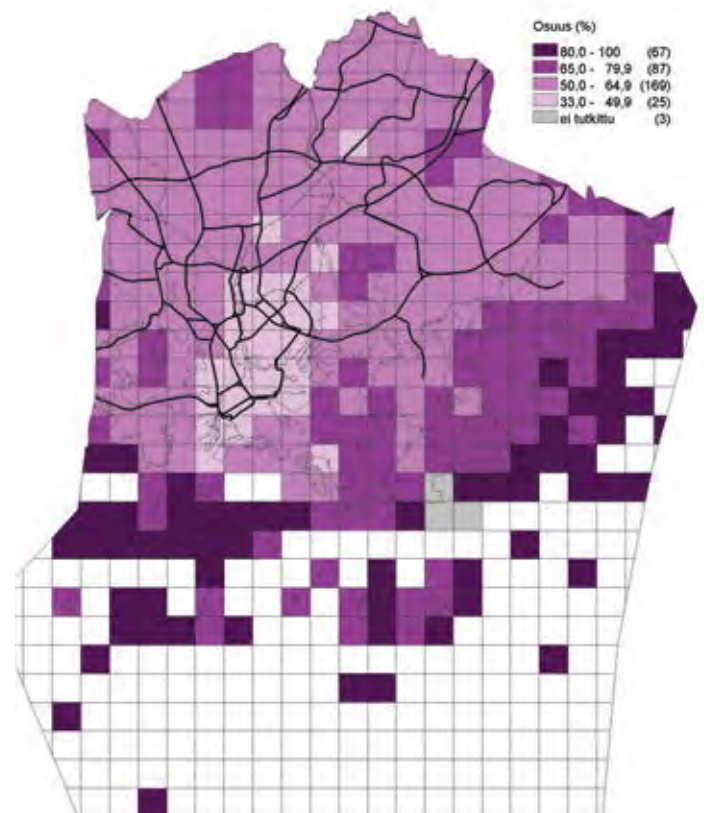 Osuus (%)
80,0 - 100 (67)
65,0 - 79,9 (87)
50,0 - 64,9 (169)
33,0 - 49,9 (25)
ei tutkittu (3)